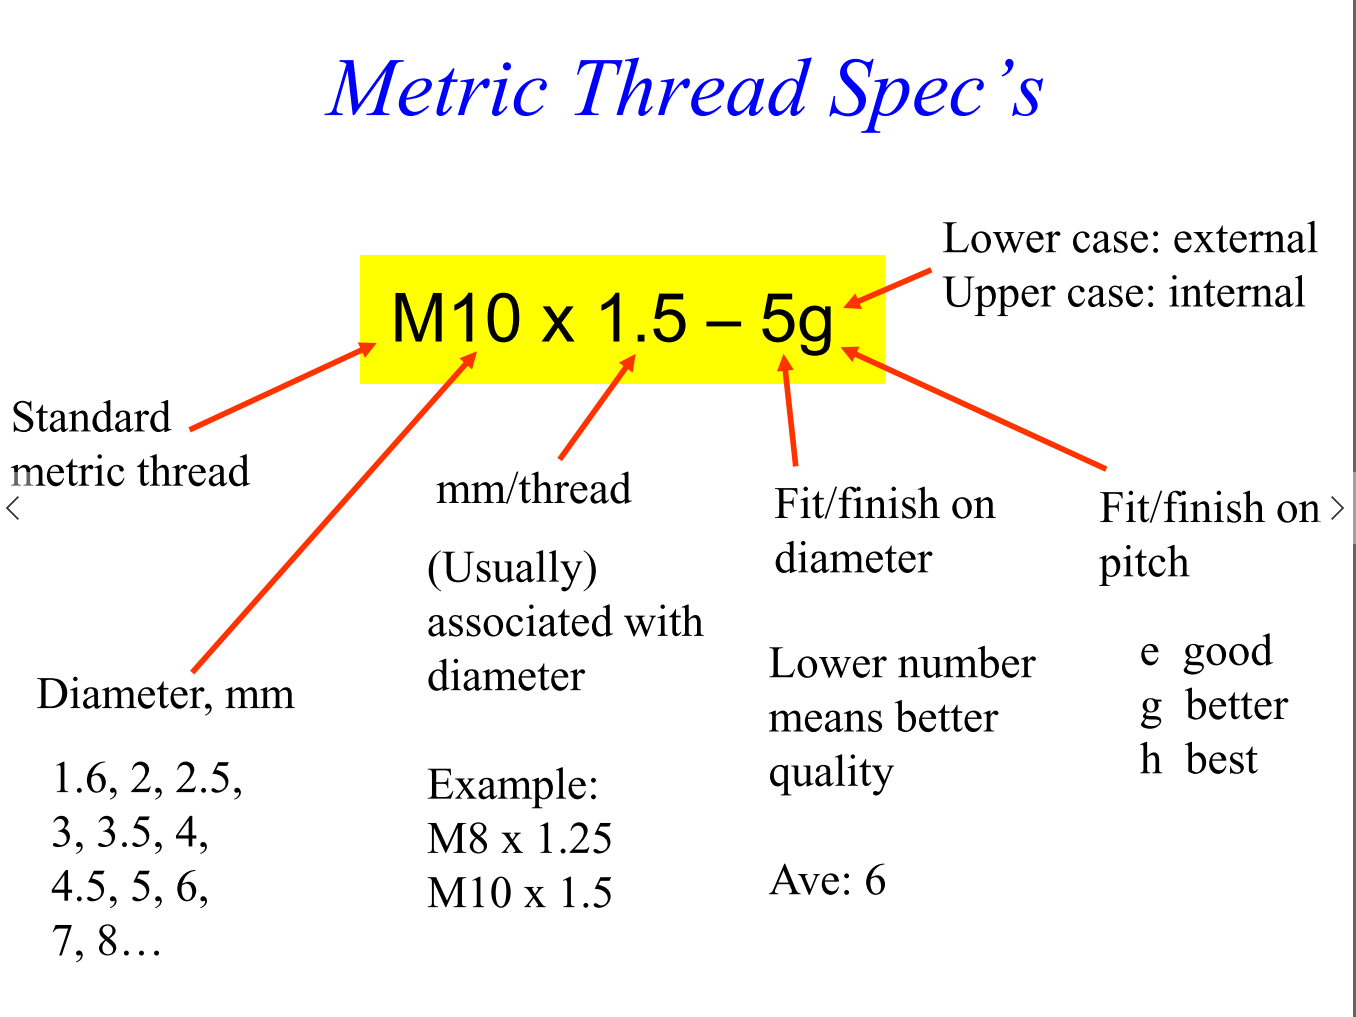 Metric Thread Spec’s
Lower case: external
Upper case: internal
M10 x 1.5 – 5g
Standard
metric thread
Diameter, mm
1.6, 2, 2.5,
3, 3.5, 4,
4.5, 5, 6,
7, 8…
mm/thread
(Usually)
associated with
diameter
Example:
M8 x 1.25
M10 x 1.5
Fit/finish on
diameter
Lower number
means better
quality
Ave: 6
Fit/finish on
pitch
e good
g better
h best